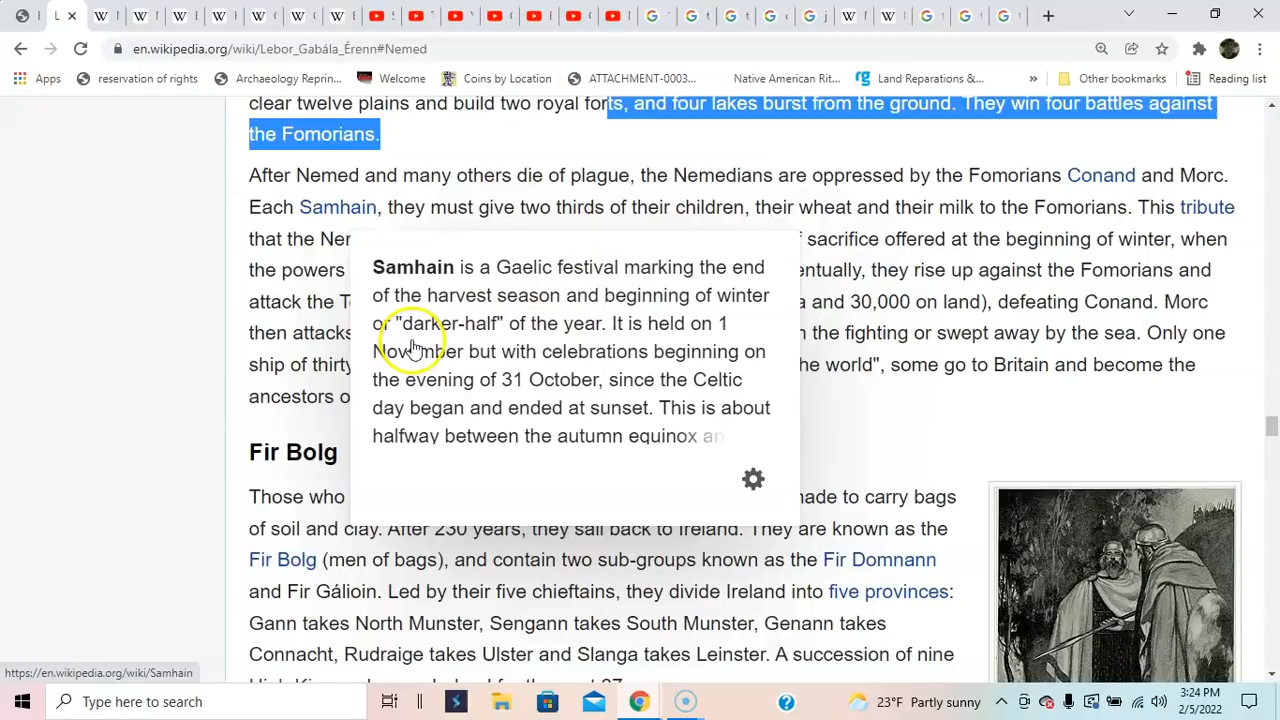 L
en.wikipedia.org/wiki/Lebor_Gabála_Érenn#Nemed
Apps reservation of rights Archaeology Reprin... Welcome Coins by Location ATTACHMENT-0003... Native American Rit... Land Reparations &... » Other bookmarks Reading list
clear twelve plains and build two royal forts, and four lakes burst from the ground. They win four battles against
the Fomorians.
After Nemed and many others die of plague, the Nemedians are oppressed by the Fomorians Conand and Morc.
Each Samhain, they must give two thirds of their children, their wheat and their milk to the Fomorians. This tribute
that the Ner sacrifice offered at the beginning of winter, when
the powers entually, they rise up against the Fomorians and
attack the T a and 30,000 on land), defeating Conand. Morc
then attacks n the fighting or swept away by the sea. Only one
ship of thirty he world", some go to Britain and become the
ancestors o
Samhain is a Gaelic festival marking the end
of the harvest season and beginning of winter
or "darker-half" of the year. It is held on 1
November but with celebrations beginning on
the evening of 31 October, since the Celtic
day began and ended at sunset. This is about
halfway between the autumn equinox an
Fir Bolg
Those who made to carry bags
of soil and clay. After 230 years, they sail back to Ireland. They are known as the
Fir Bolg (men of bags), and contain two sub-groups known as the Fir Domnann
and Fir Gálioin. Led by their five chieftains, they divide Ireland into five provinces:
Gann takes North Munster, Sengann takes South Munster, Genann takes
Connacht, Rudraige takes Ulster and Slanga takes Leinster. A succession of nine
https://en.wikipedia.org/wiki/Samhain
Type here to search
23°F Partly sunny
3:24 PM
2/5/2022